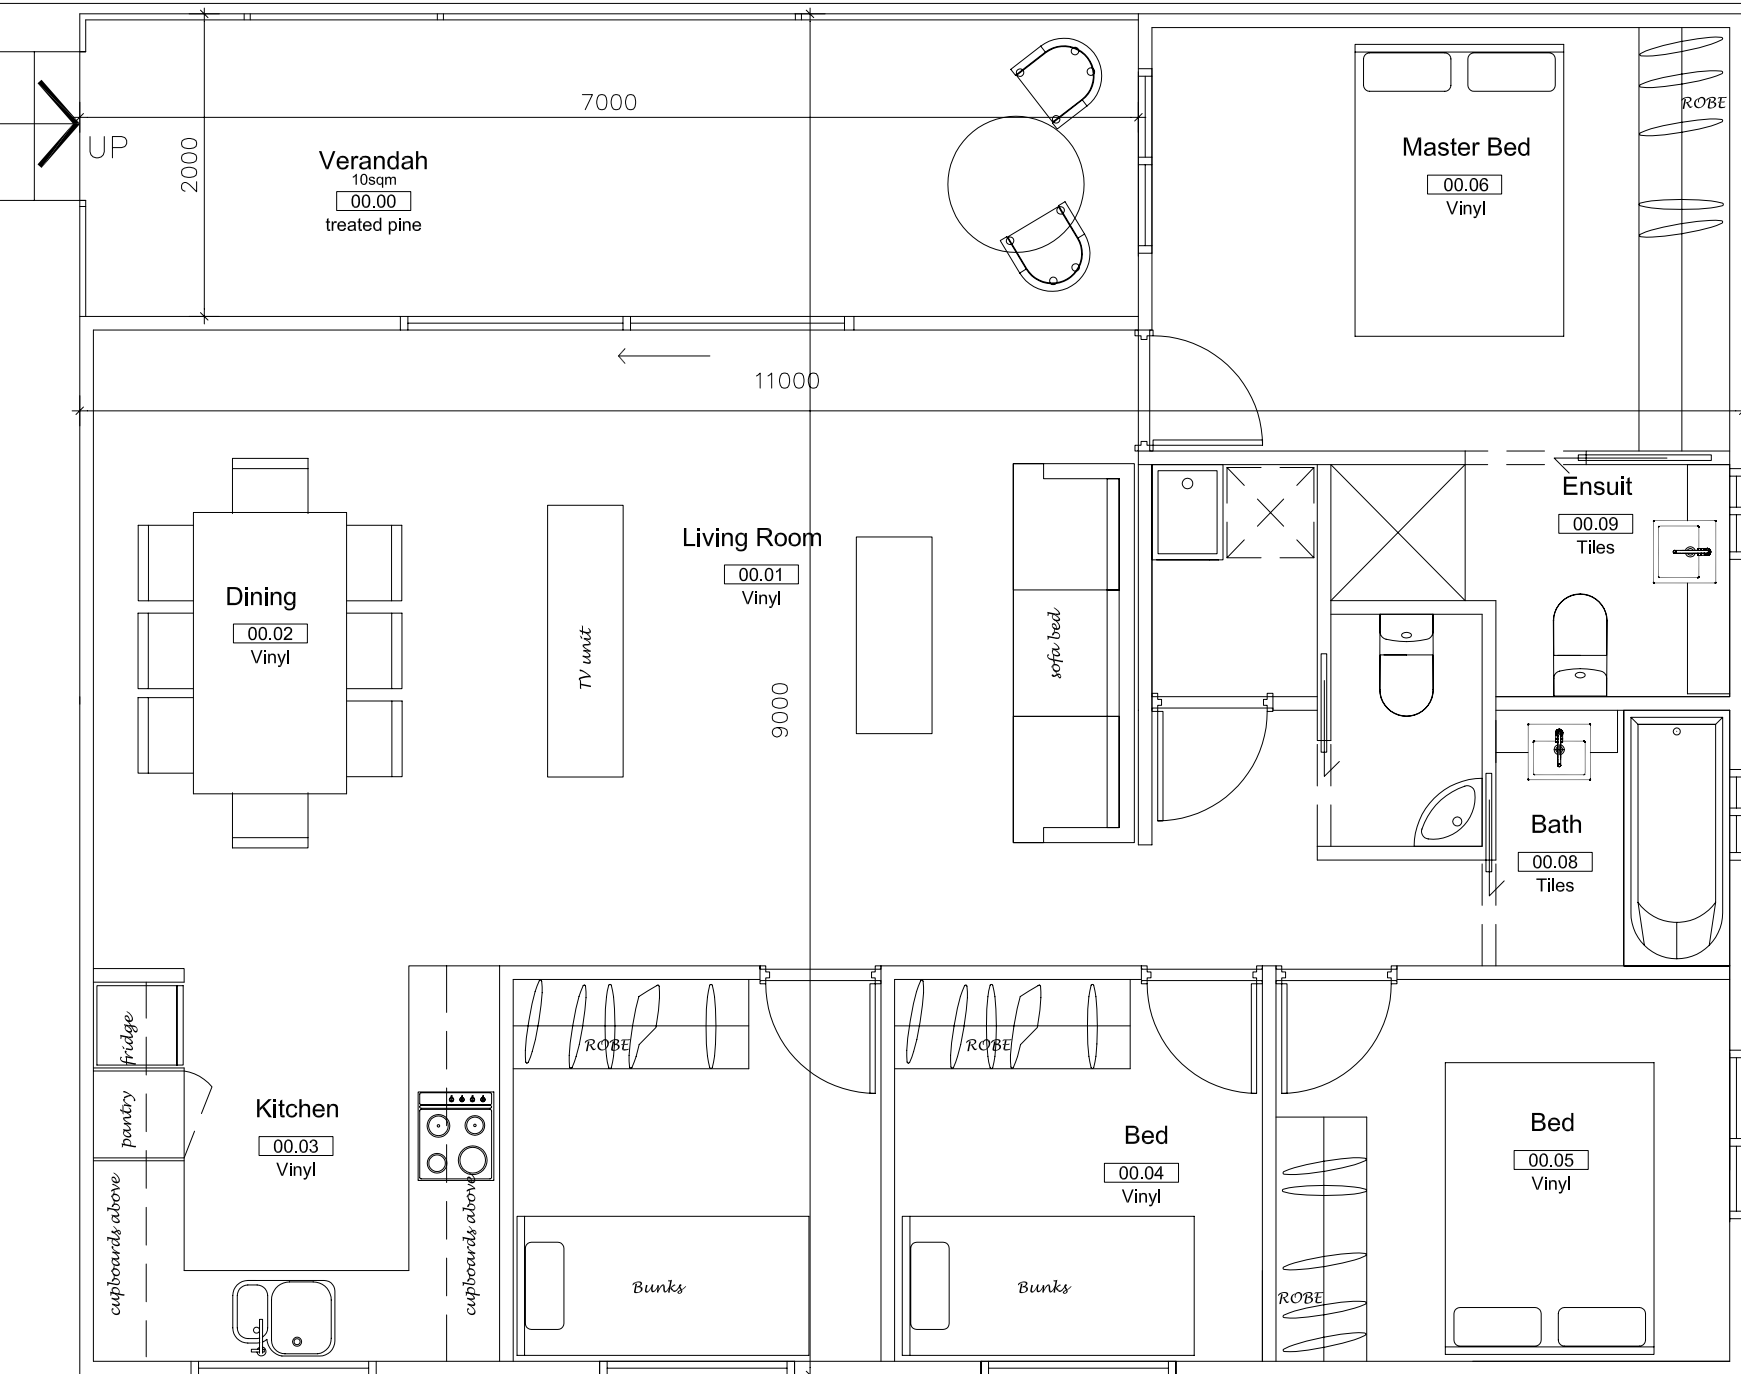 7000
UP
2000
Verandah
10sqm
00.00
treated pine
Master Bed
00.06
Vinyl
ROBE
11000
Living Room
00.01
Vinyl
Dining
00.02
Vinyl
TV unit
sofa bed
9000
Ensuit
00.09
Tiles
Bath
00.08
Tiles
fridge
pantry
cupboards above
Kitchen
00.03
Vinyl
cupboards above
ROBE
Bunks
ROBE
Bed
00.04
Vinyl
Bunks
Bed
00.05
Vinyl
ROBE